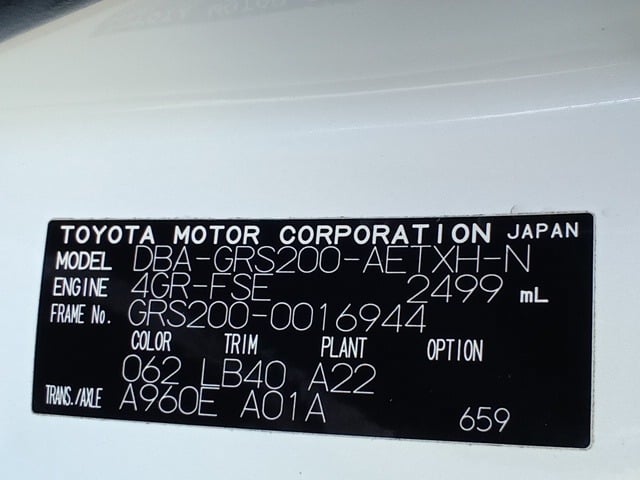 TOYOTA MOTOR CORPORATION JAPAN
MODEL DBA-GRS200-AETXH-N
ENGINE 4GR-FSE 2499 mL
FRAME No. GRS200-0016944
COLOR TRIM PLANT OPTION
062 LB40 A22
TRANS./AXLE A960E A01A 659